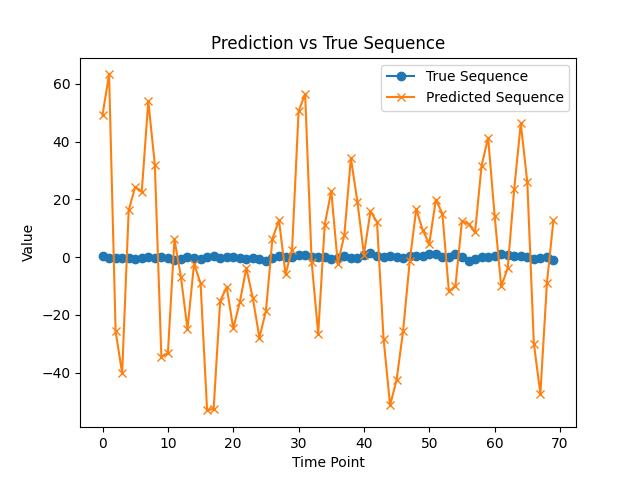 Prediction vs True Sequence
True Sequence
Predicted Sequence
60
40
20
0
−20
−40
Value
0 10 20 30 40 50 60 70
Time Point